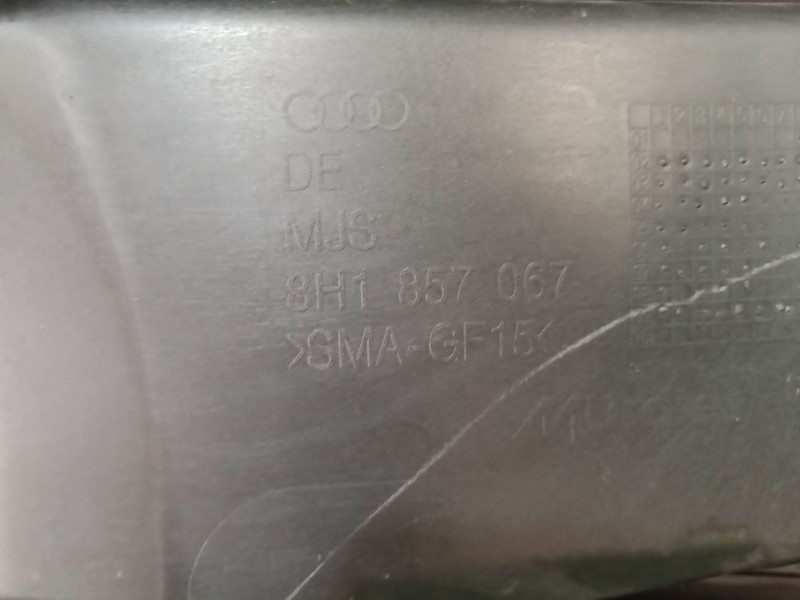 DE
MJS
8H1 857 067
>SMA-GF15<